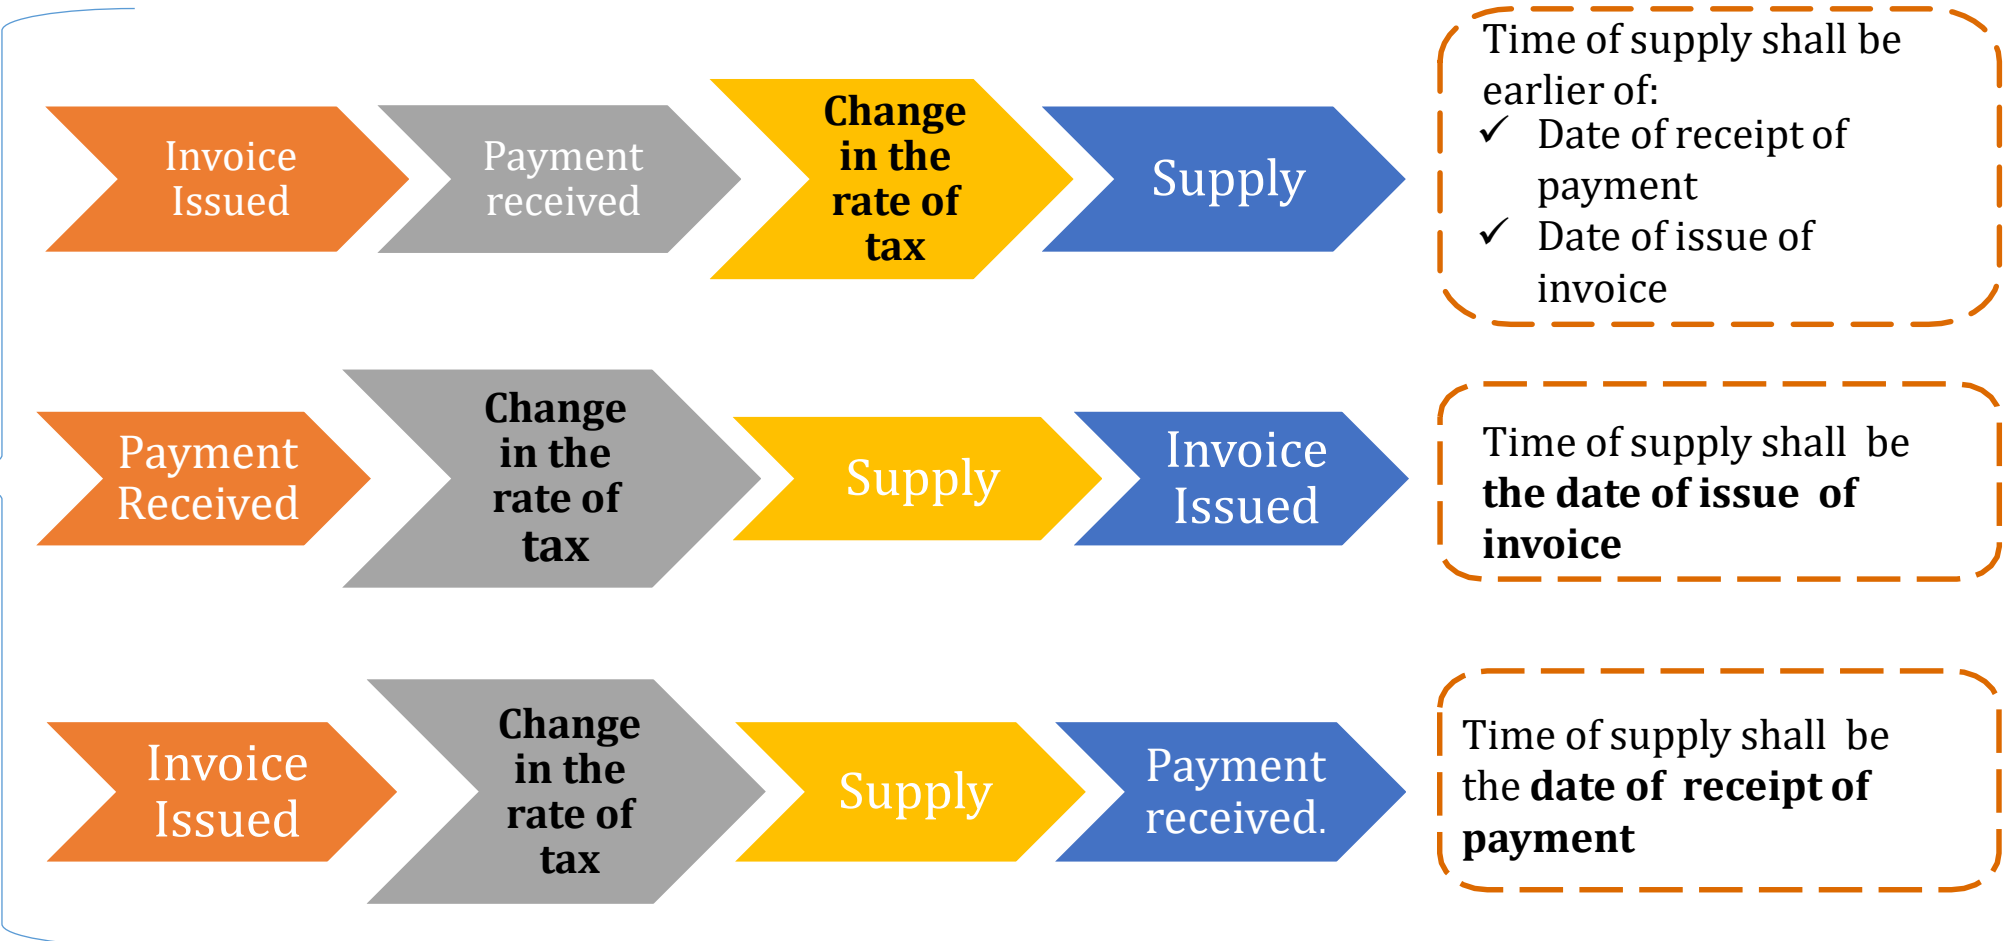 Invoice
Issued
Payment
received
Change
in the
rate of
tax
Supply
Time of supply shall be
earlier of:
✓ Date of receipt of
payment
✓ Date of issue of
invoice
Payment
Received
Change
in the
rate of
tax
Supply
Invoice
Issued
Time of supply shall be
the date of issue of
invoice
Invoice
Issued
Change
in the
rate of
tax
Supply
Payment
received.
Time of supply shall be
the date of receipt of
payment